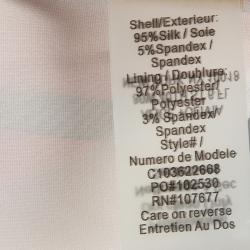 Shell/Exterieur:
95%Silk / Soie
5%Spandex /
Spandex
Lining / Doublure:
97%Polyester/
Polyester
3% Spandex/
Spandex
Style# /
Numero de Modele
C103622668
PO#102530
RN#107677
Care on reverse
Entretien Au Dos